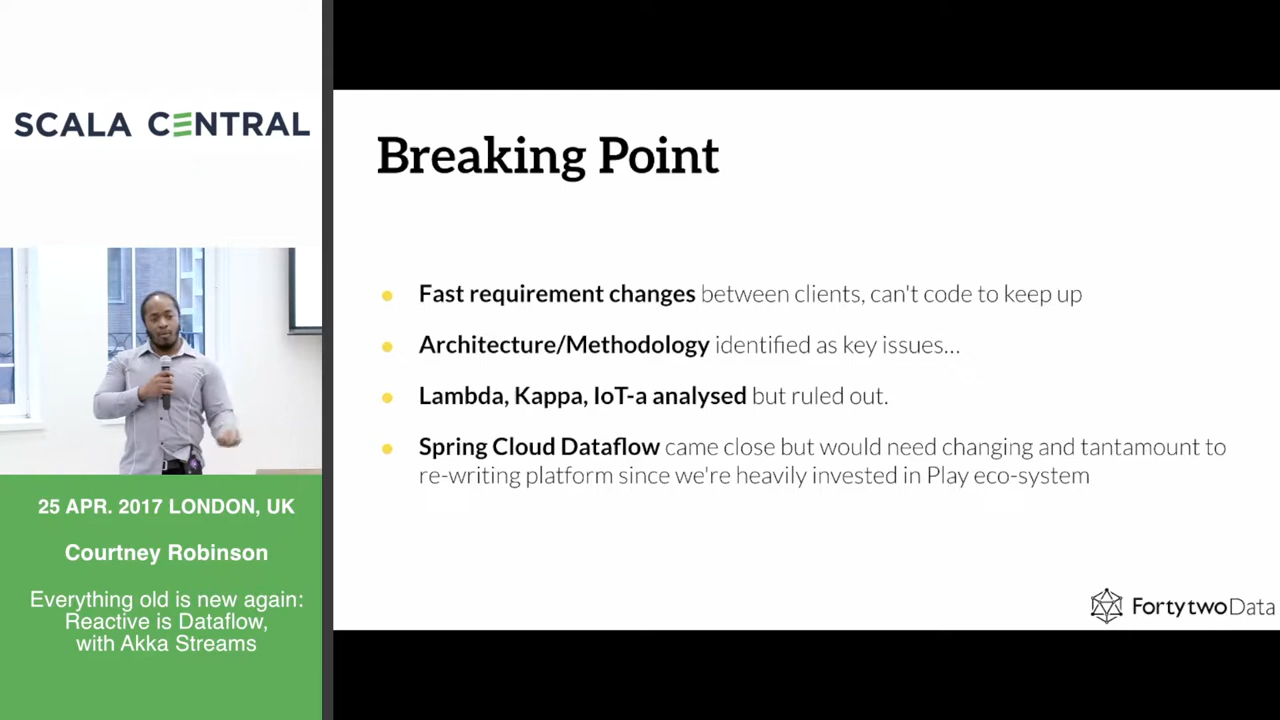 SCALA CENTRAL
25 APR. 2017 LONDON, UK
Courtney Robinson
Everything old is new again:
Reactive is Dataflow,
with Akka Streams
Breaking Point
Fast requirement changes between clients, can't code to keep up
Architecture/Methodology identified as key issues...
Lambda, Kappa, IoT-a analysed but ruled out.
Spring Cloud Dataflow came close but would need changing and tantamount to
re-writing platform since we're heavily invested in Play eco-system
FortytwoData